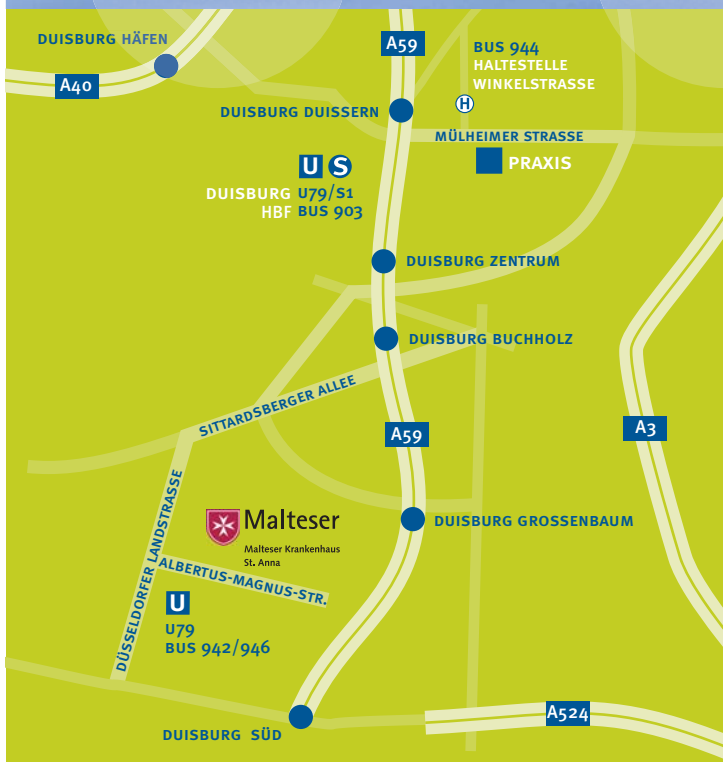 DUISBURG HÄFEN
A40
A59
BUS 944
HALTESTELLE
WINKELSTRASSE
H
DUISBURG DUISSERN
MÜLHEIMER STRASSE
PRAXIS
U S
DUISBURG U79/S1
HBF BUS 903
DUISBURG ZENTRUM
DUISBURG BUCHHOLZ
SITTARDSBERGER ALLEE
A59
A3
DÜSSELDORFER LANDSTRASSE
Malteser
Malteser Krankenhaus
St. Anna
DUISBURG GROSSENBAUM
ALBERTUS-MAGNUS-STR.
U
U79
BUS 942/946
A524
DUISBURG SÜD